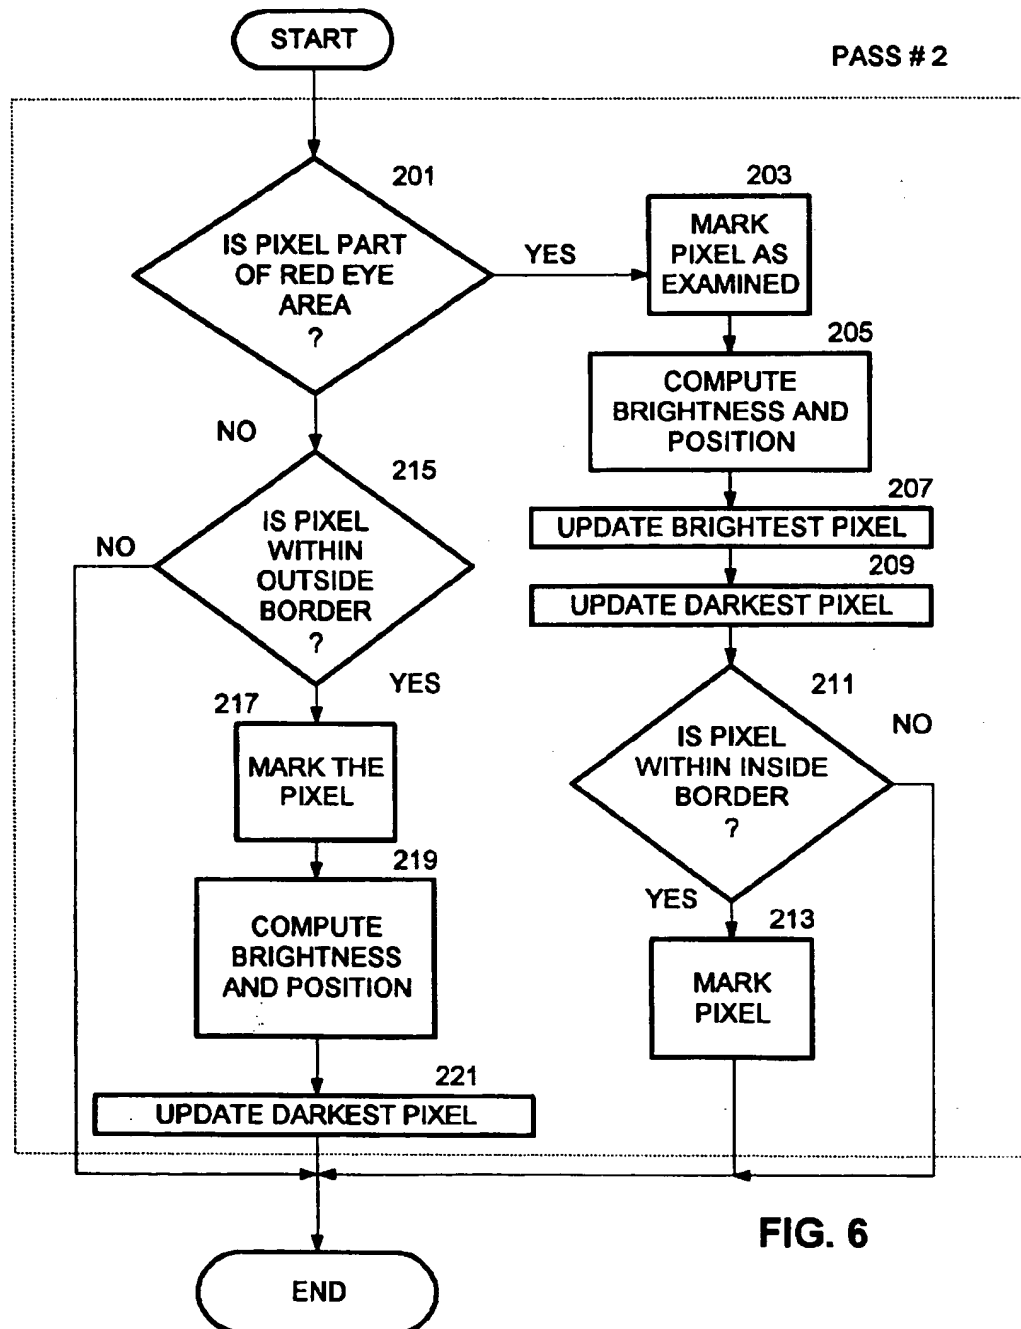 START
PASS # 2
201
IS PIXEL PART
OF RED EYE
AREA
?
YES
NO
203
MARK
PIXEL AS
EXAMINED
205
COMPUTE
BRIGHTNESS AND
POSITION
207
UPDATE BRIGHTEST PIXEL
209
UPDATE DARKEST PIXEL
211
IS PIXEL
WITHIN INSIDE
BORDER
?
NO
YES
213
MARK
PIXEL
215
IS PIXEL
WITHIN
OUTSIDE
BORDER
?
NO
YES
217
MARK THE
PIXEL
219
COMPUTE
BRIGHTNESS
AND POSITION
221
UPDATE DARKEST PIXEL
FIG. 6
END